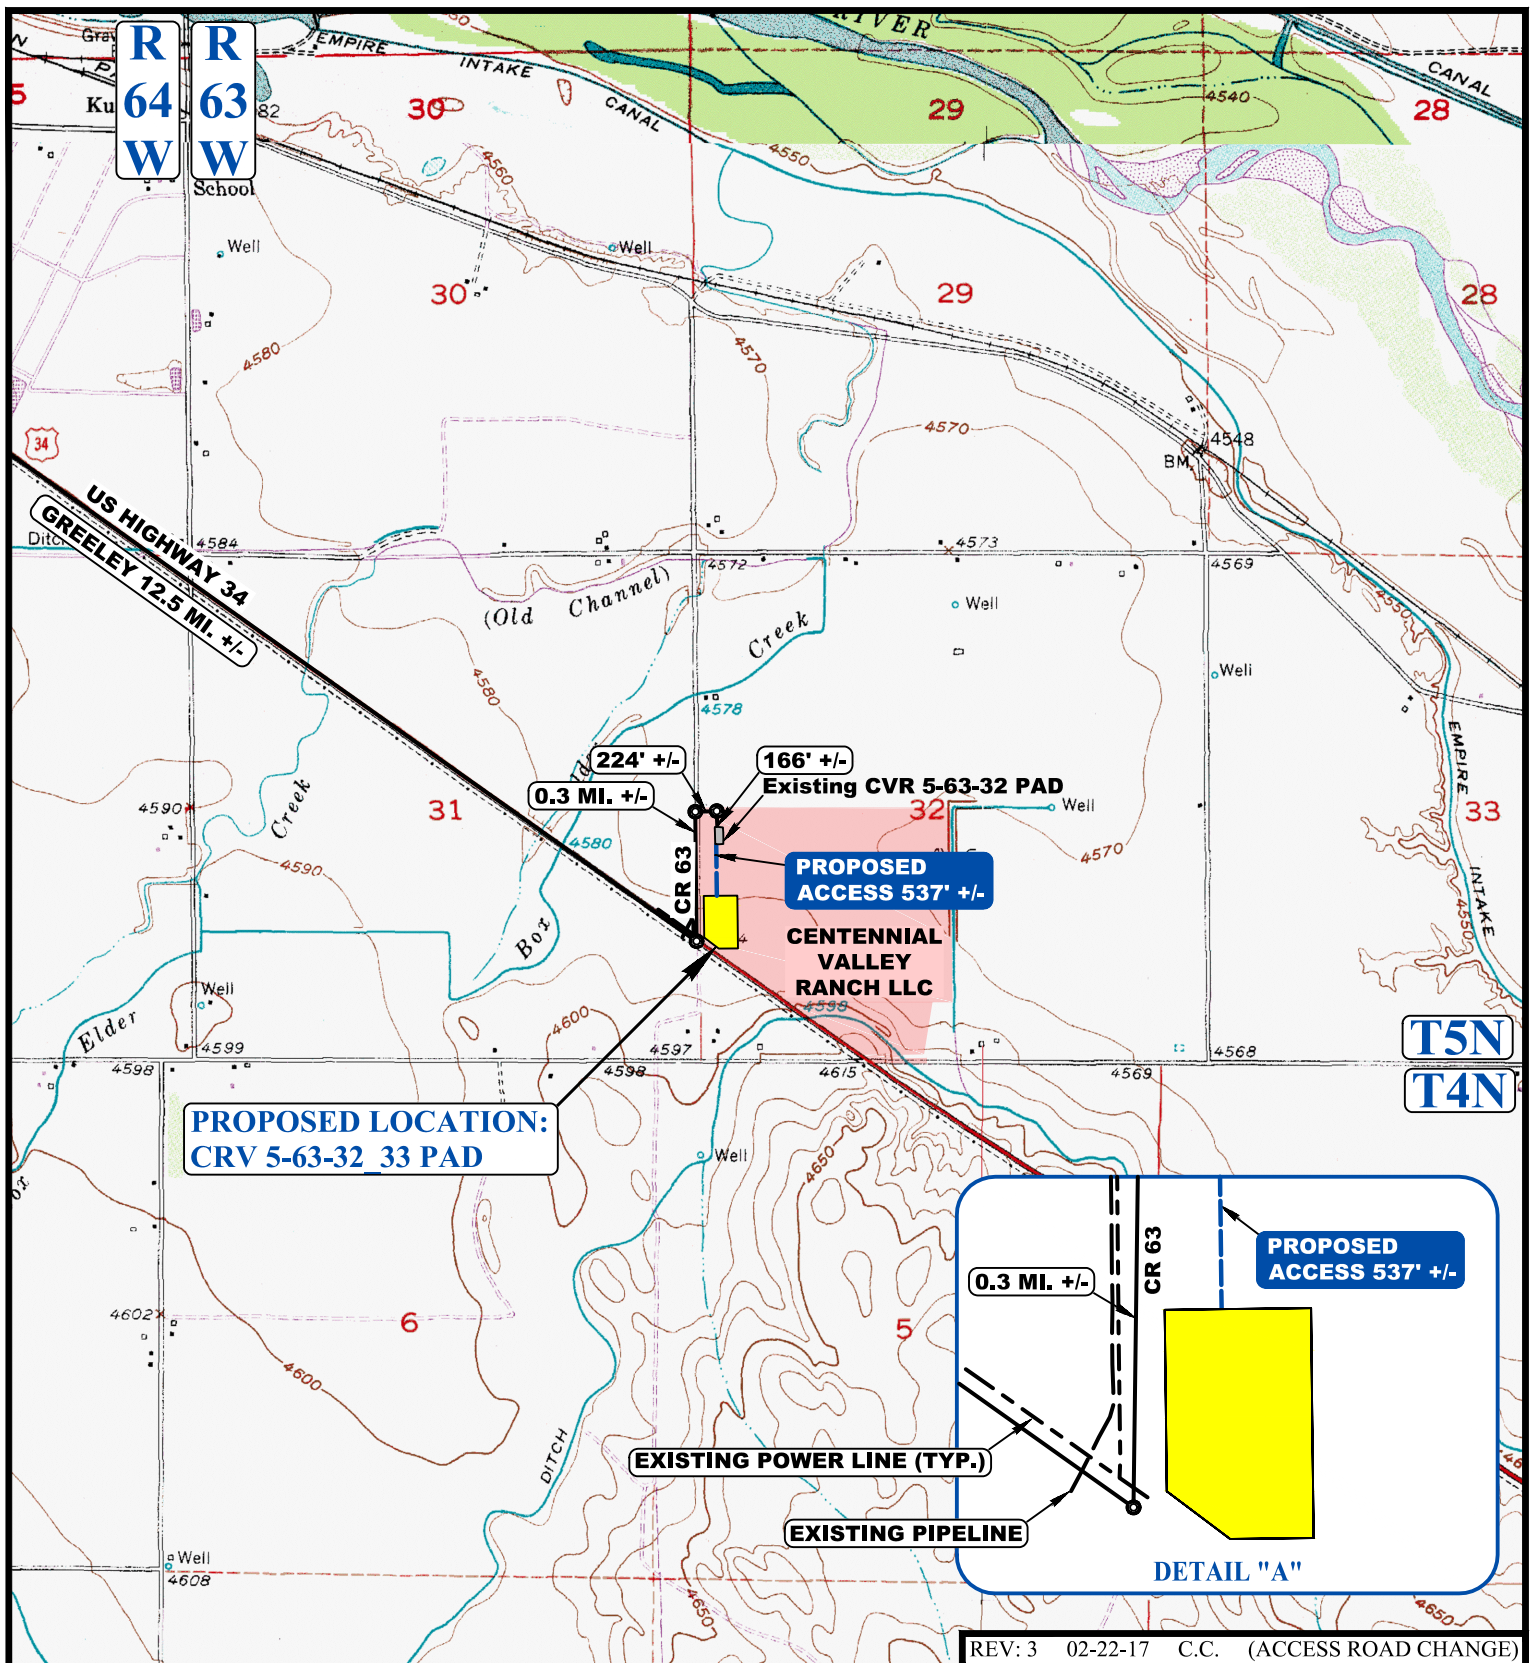 R
64
W
R
63
W
EMPIRE
INTAKE
CANAL
RIVER
CANAL
4540
5
30
29
28
82
School
4560
4550
Well
Well
30
29
28
4580
4570
4570
34
4548
BM
US HIGHWAY 34
GREELEY 12.5 MI. +/-
4584
4572
4573
4569
(Old Channel)
Creek
Well
4550
Well
4580
4578
224' +/-
166' +/-
Existing CVR 5-63-32 PAD
0.3 MI. +/-
4590
Creek
31
32
Well
33
EMPIRE
INTAKE
4580
4590
CR 63
PROPOSED
ACCESS 537' +/-
4570
4550
Box
CENTENNIAL
VALLEY
RANCH LLC
Well
4598
Elder
4600
4599
4597
4568
T5N
4598
4598
4615
4569
T4N
PROPOSED LOCATION:
CRV 5-63-32_33 PAD
Well
4650
0.3 MI. +/-
CR 63
PROPOSED
ACCESS 537' +/-
4602
6
5
4600
DITCH
EXISTING POWER LINE (TYP.)
EXISTING PIPELINE
DETAIL "A"
Well
4608
4650
4650
REV: 3 02-22-17 C.C. (ACCESS ROAD CHANGE)